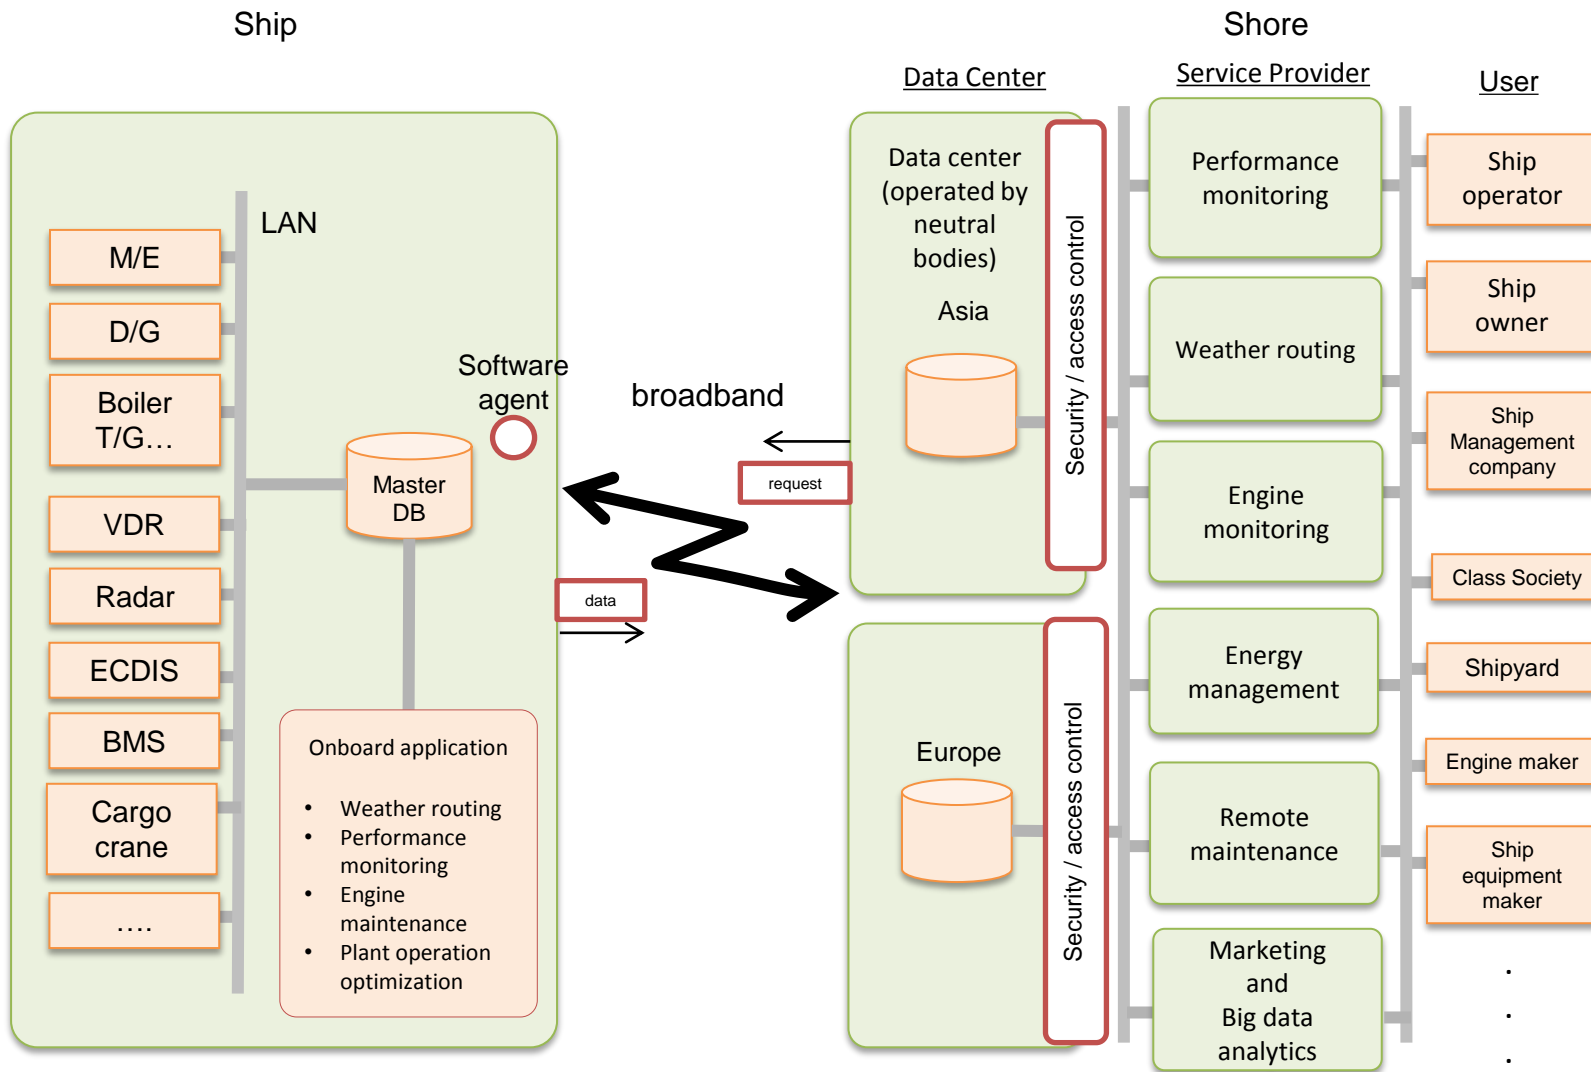 Ship
LAN
M/E
D/G
Boiler
T/G…
VDR
Radar
ECDIS
BMS
Cargo
crane
….
Software
agent
Master
DB
Onboard application
• Weather routing
• Performance
monitoring
• Engine
maintenance
• Plant operation
optimization
broadband
request
data
Shore
Data Center
Data center
(operated by
neutral
bodies)
Asia
Security / access control
Europe
Security / access control
Service Provider
Performance
monitoring
Weather routing
Engine
monitoring
Energy
management
Remote
maintenance
Marketing
and
Big data
analytics
User
Ship
operator
Ship
owner
Ship
Management
company
Class Society
Shipyard
Engine maker
Ship
equipment
maker
.
.
.